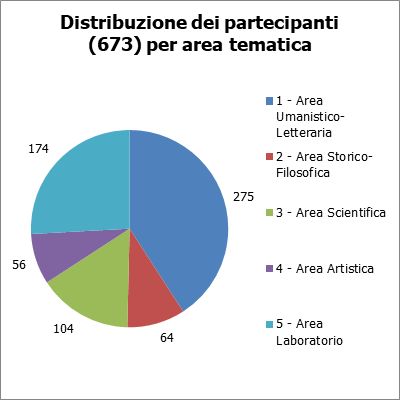 Distribuzione dei partecipanti
(673) per area tematica
1 - Area
Umanistico-
Letteraria
2 - Area Storico-
Filosofica
3 - Area Scientifica
4 - Area Artistica
5 - Area
Laboratorio
275
64
104
56
174